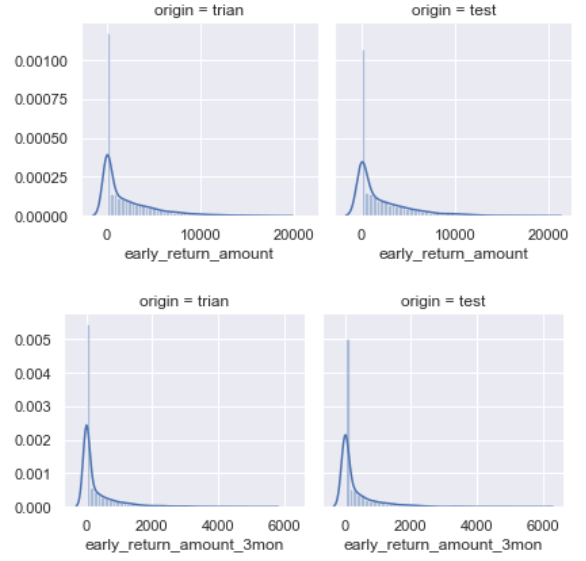 origin = trian origin = test
0.00100
0.00075
0.00050
0.00025
0.00000
0 10000 20000 0 10000 20000
early_return_amount early_return_amount
origin = trian origin = test
0.005
0.004
0.003
0.002
0.001
0.000
0 2000 4000 6000 0 2000 4000 6000
early_return_amount_3mon early_return_amount_3mon